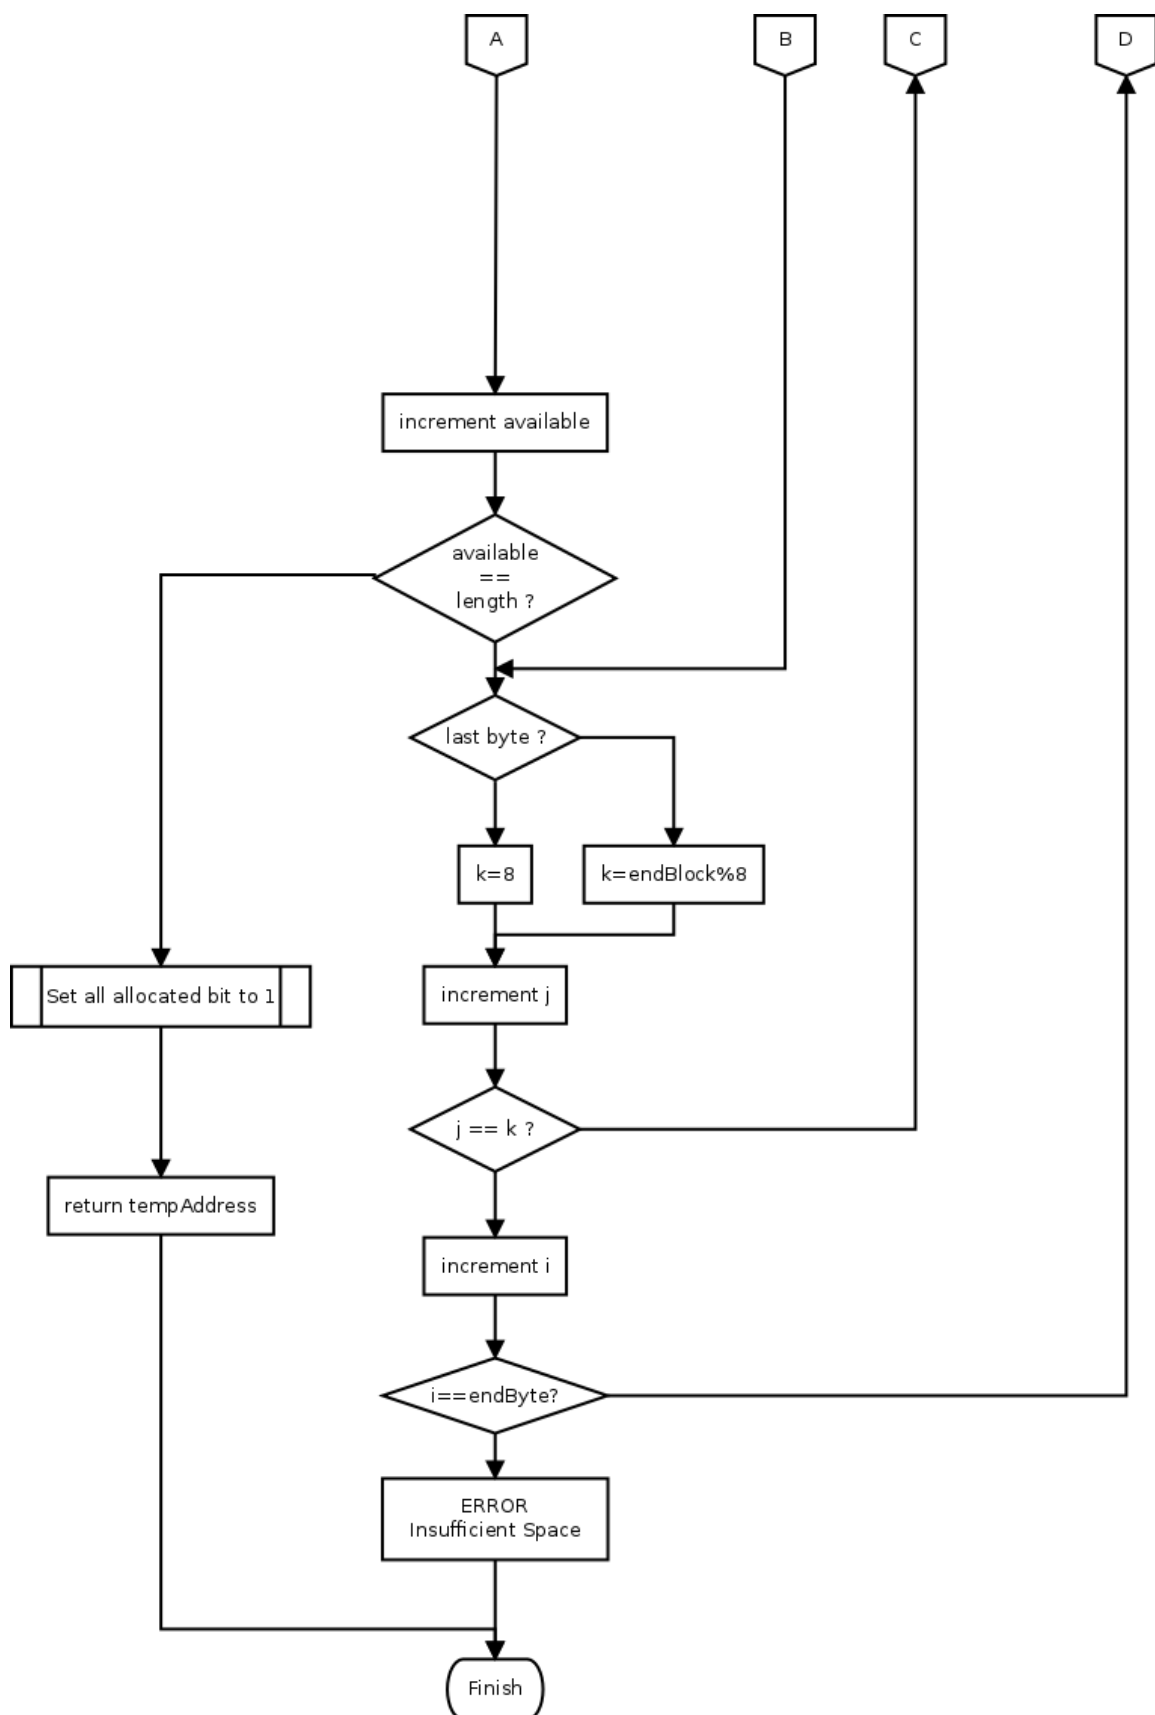 A
B
C
D
increment available
available
==
length ?
last byte ?
k=8
k=endBlock%8
Set all allocated bit to 1
increment j
j == k ?
return tempAddress
increment i
i==endByte?
ERROR
Insufficient Space
Finish